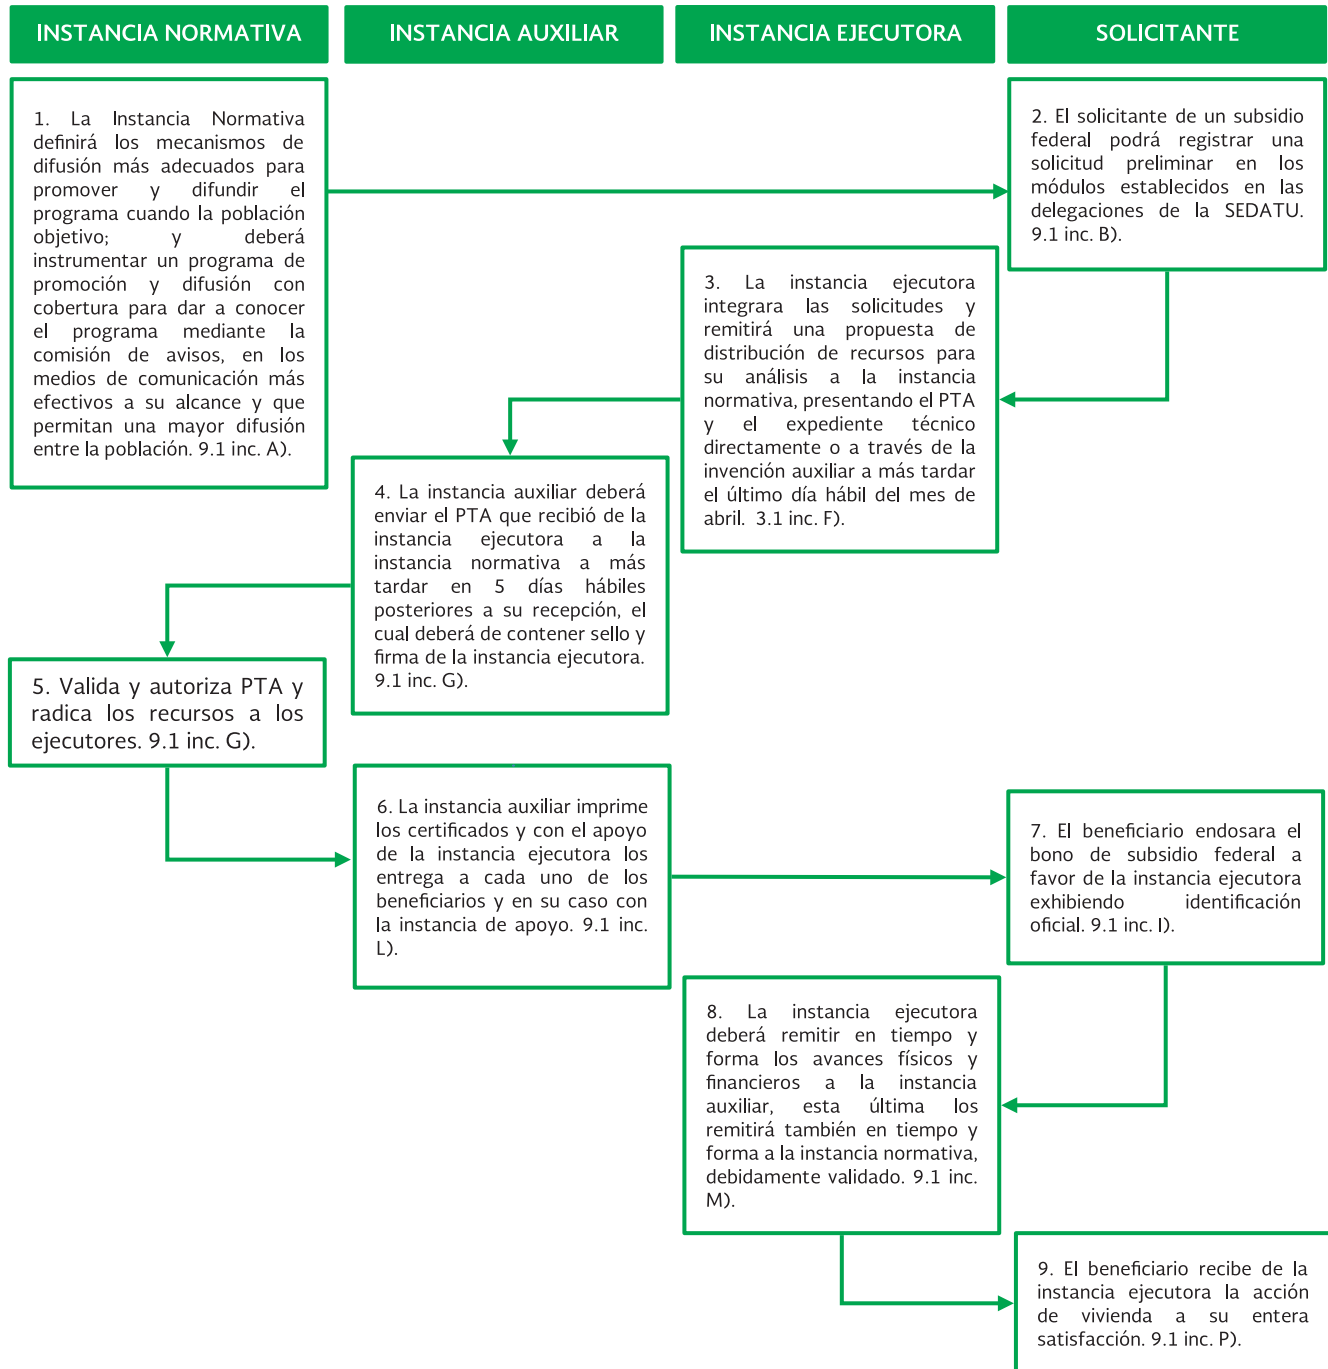 INSTANCIA NORMATIVA
INSTANCIA AUXILIAR
INSTANCIA EJECUTORA
SOLICITANTE
1. La Instancia Normativa
definirá los mecanismos de
difusión más adecuados para
promover y difundir el
programa cuando la población
objetivo; y deberá
instrumentar un programa de
promoción y difusión con
cobertura para dar a conocer
el programa mediante la
comisión de avisos, en los
medios de comunicación más
efectivos a su alcance y que
permitan una mayor difusión
entre la población. 9.1 inc. A).
2. El solicitante de un subsidio
federal podrá registrar una
solicitud preliminar en los
módulos establecidos en las
delegaciones de la SEDATU.
9.1 inc. B).
3. La instancia ejecutora
integrara las solicitudes y
remitirá una propuesta de
distribución de recursos para
su análisis a la instancia
normativa, presentando el PTA
y el expediente técnico
directamente o a través de la
invención auxiliar a más tardar
el último día hábil del mes de
abril. 3.1 inc. F).
4. La instancia auxiliar deberá
enviar el PTA que recibió de la
instancia ejecutora a la
instancia normativa a más
tardar en 5 días hábiles
posteriores a su recepción, el
cual deberá de contener sello y
firma de la instancia ejecutora.
9.1 inc. G).
5. Valida y autoriza PTA y
radica los recursos a los
ejecutores. 9.1 inc. G).
6. La instancia auxiliar imprime
los certificados y con el apoyo
de la instancia ejecutora los
entrega a cada uno de los
beneficiarios y en su caso con
la instancia de apoyo. 9.1 inc.
L).
7. El beneficiario endosara el
bono de subsidio federal a
favor de la instancia ejecutora
exhibiendo identificación
oficial. 9.1 inc. I).
8. La instancia ejecutora
deberá remitir en tiempo y
forma los avances físicos y
financieros a la instancia
auxiliar, esta última los
remitirá también en tiempo y
forma a la instancia normativa,
debidamente validado. 9.1 inc.
M).
9. El beneficiario recibe de la
instancia ejecutora la acción
de vivienda a su entera
satisfacción. 9.1 inc. P).